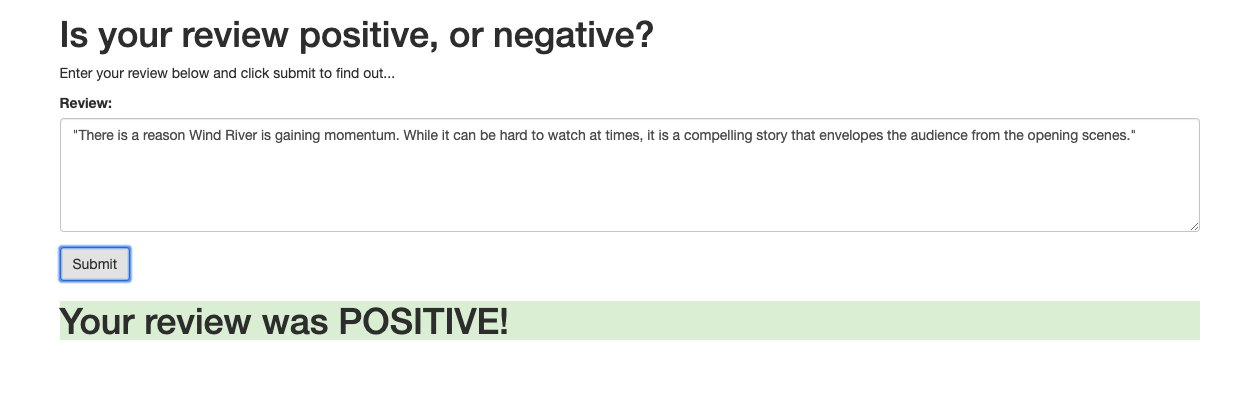 Is your review positive, or negative?
Enter your review below and click submit to find out...
Review:
"There is a reason Wind River is gaining momentum. While it can be hard to watch at times, it is a compelling story that envelopes the audience from the opening scenes."
Submit
Your review was POSITIVE!